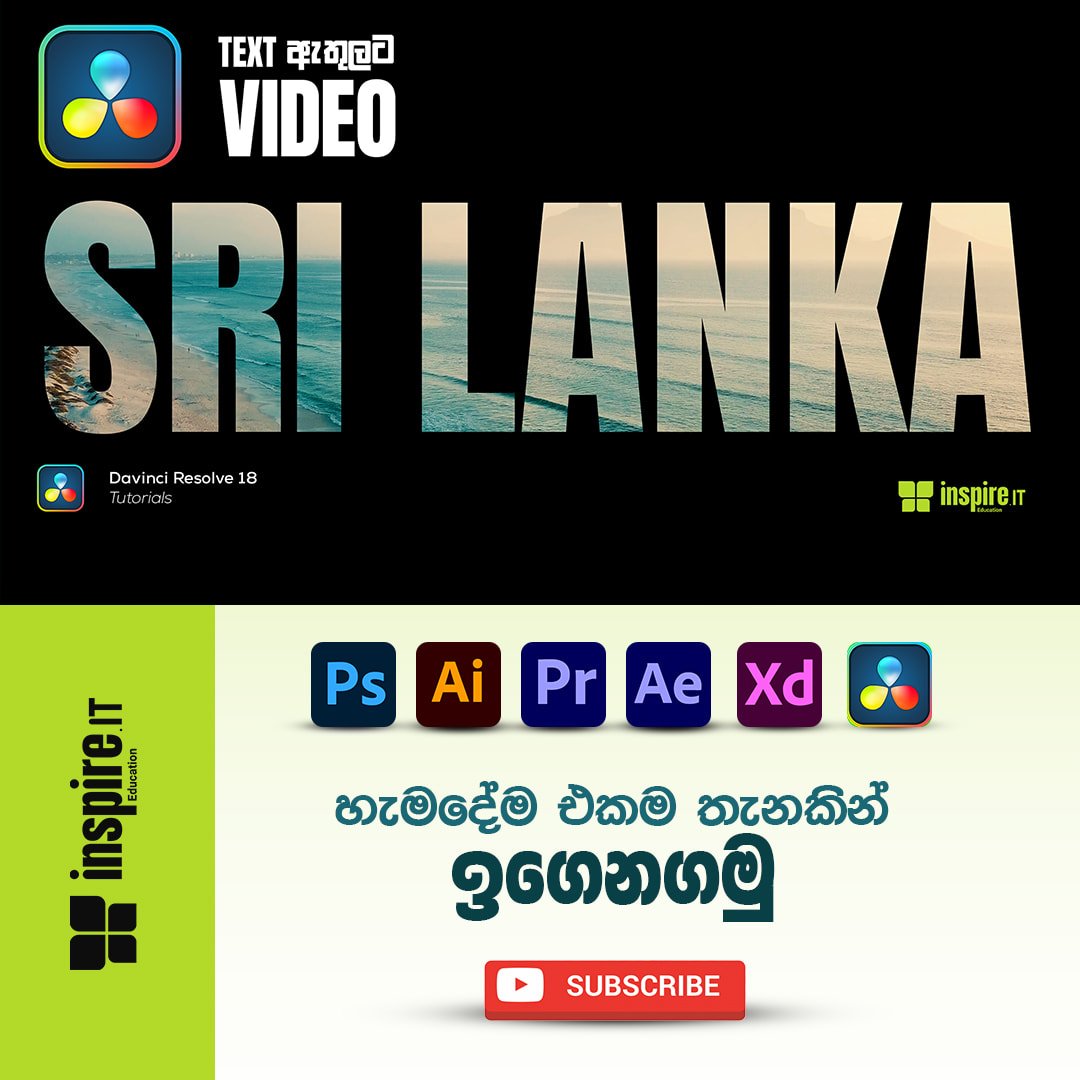 TEXT ඇතුලට
VIDEO
SRI LANKA
Davinci Resolve 18
Tutorials
inspire.IT
Education
Ps Ai Pr Ae Xd
inspire.IT
Education
හැමදේම එකම තැනකින්
ඉගෙනගමු
SUBSCRIBE